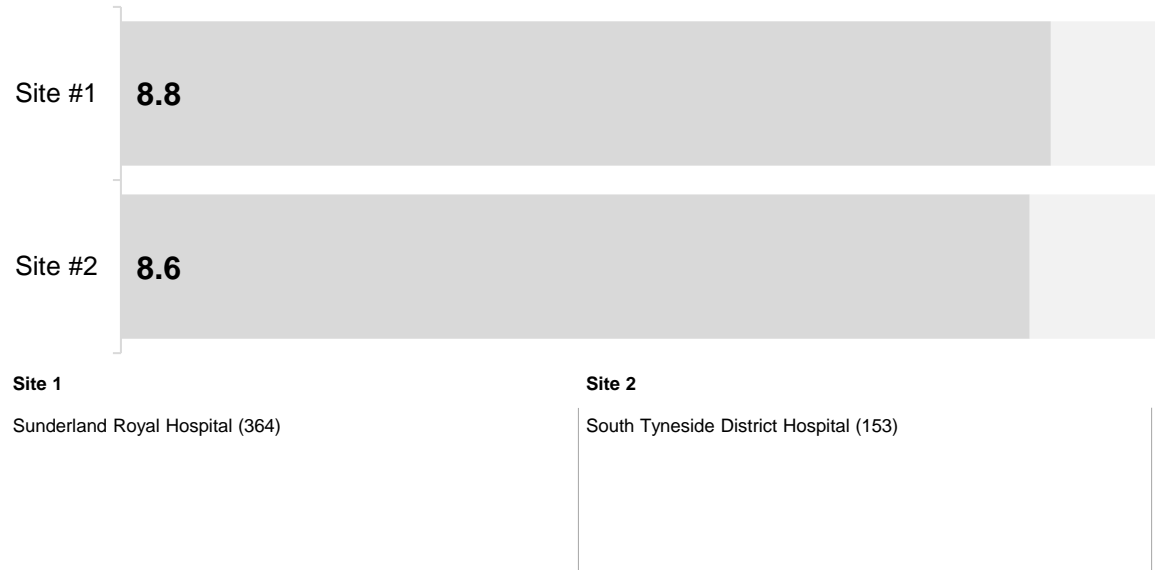 Site #1
8.8
Site #2
8.6
Site 1
Sunderland Royal Hospital (364)
Site 2
South Tyneside District Hospital (153)